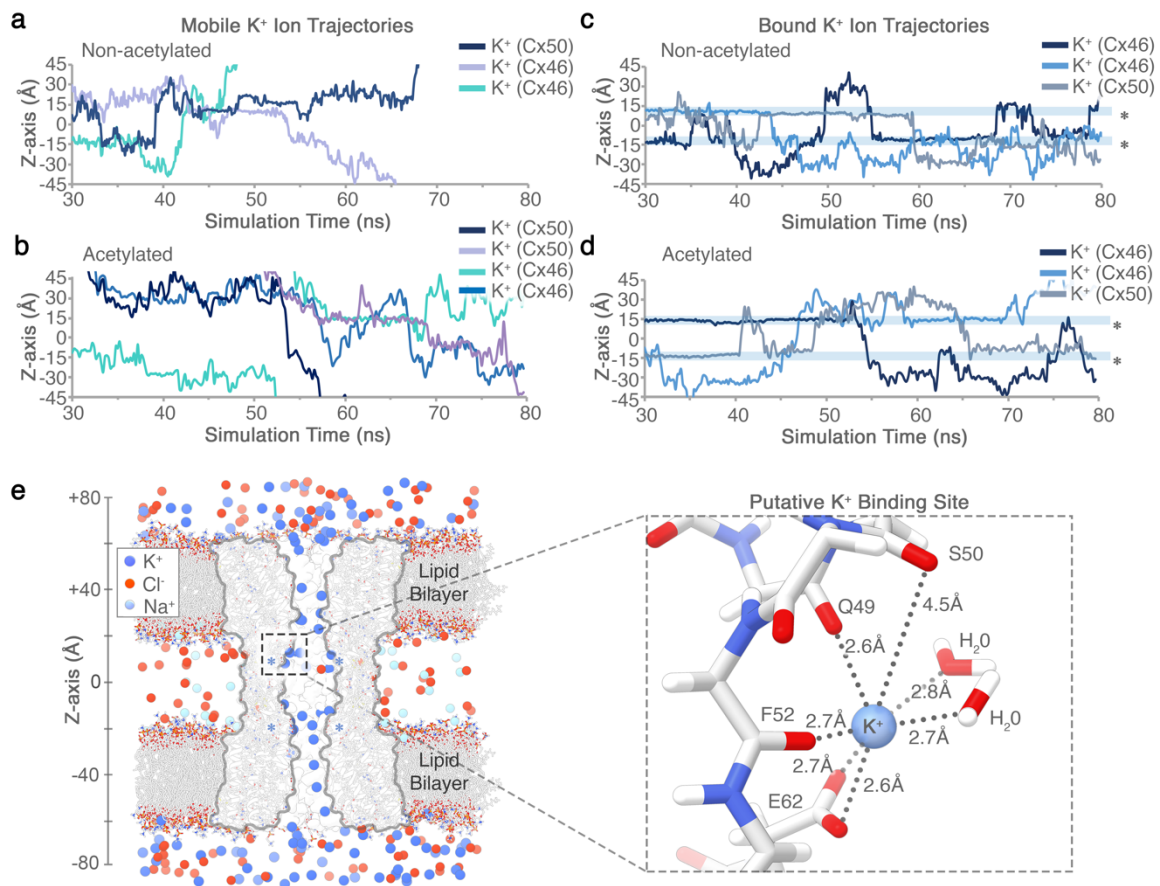 a
Mobile K⁺ Ion Trajectories
Non-acetylated
K⁺ (Cx50)
K⁺ (Cx46)
K⁺ (Cx46)
Z-axis (Å)
45
30
15
0
-15
-30
-45
30 40 50 60 70 80
Simulation Time (ns)
b
Acetylated
K⁺ (Cx50)
K⁺ (Cx50)
K⁺ (Cx46)
K⁺ (Cx46)
Z-axis (Å)
45
30
15
0
-15
-30
-45
30 40 50 60 70 80
Simulation Time (ns)
c
Bound K⁺ Ion Trajectories
Non-acetylated
K⁺ (Cx46)
K⁺ (Cx46)
K⁺ (Cx50)
Z-axis (Å)
45
30
15
0
-15
-30
-45
*
*
30 40 50 60 70 80
Simulation Time (ns)
d
Acetylated
K⁺ (Cx46)
K⁺ (Cx46)
K⁺ (Cx50)
Z-axis (Å)
45
30
15
0
-15
-30
-45
*
*
30 40 50 60 70 80
Simulation Time (ns)
e
Z-axis (Å)
+80
+40
0
-40
-80
K⁺
Cl⁻
Na⁺
Lipid
Bilayer
* *
* *
Lipid
Bilayer
Putative K⁺ Binding Site
S50
Q49
4.5Å
2.6Å
H₂0
2.8Å
K⁺
H₂0
F52
2.7Å
2.7Å
2.7Å
2.6Å
E62